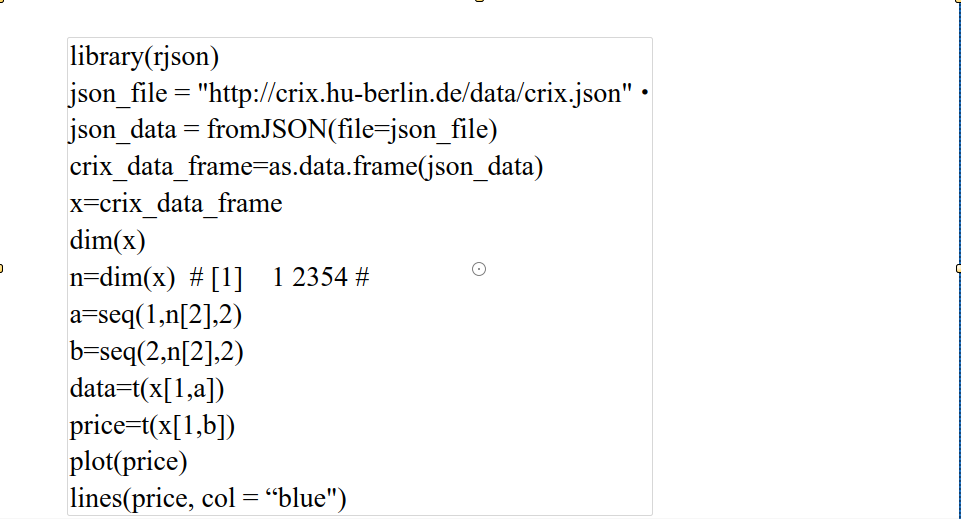 library(rjson)
json_file = "http://crix.hu-berlin.de/data/crix.json" •
json_data = fromJSON(file=json_file)
crix_data_frame=as.data.frame(json_data)
x=crix_data_frame
dim(x)
n=dim(x)  # [1]    1 2354 #
a=seq(1,n[2],2)
b=seq(2,n[2],2)
data=t(x[1,a])
price=t(x[1,b])
plot(price)
lines(price, col = “blue")